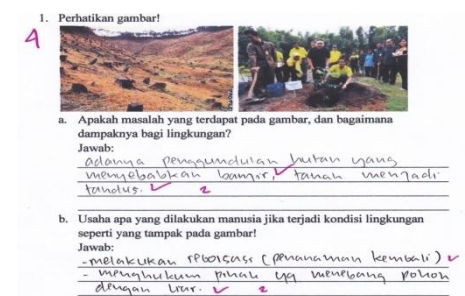 1. Perhatikan gambar!
4
a. Apakah masalah yang terdapat pada gambar, dan bagaimana
dampaknya bagi lingkungan?
Jawab:
adanya penggundulan hutan yang
menyebabkan banjir, tanah menjadi
tandus. 2
b. Usaha apa yang dilakukan manusia jika terjadi kondisi lingkungan
seperti yang tampak pada gambar!
Jawab:
- melakukan reboisasi (penanaman kembali)
- menghukum pihak yg menebang pohon
dengan liar. 2